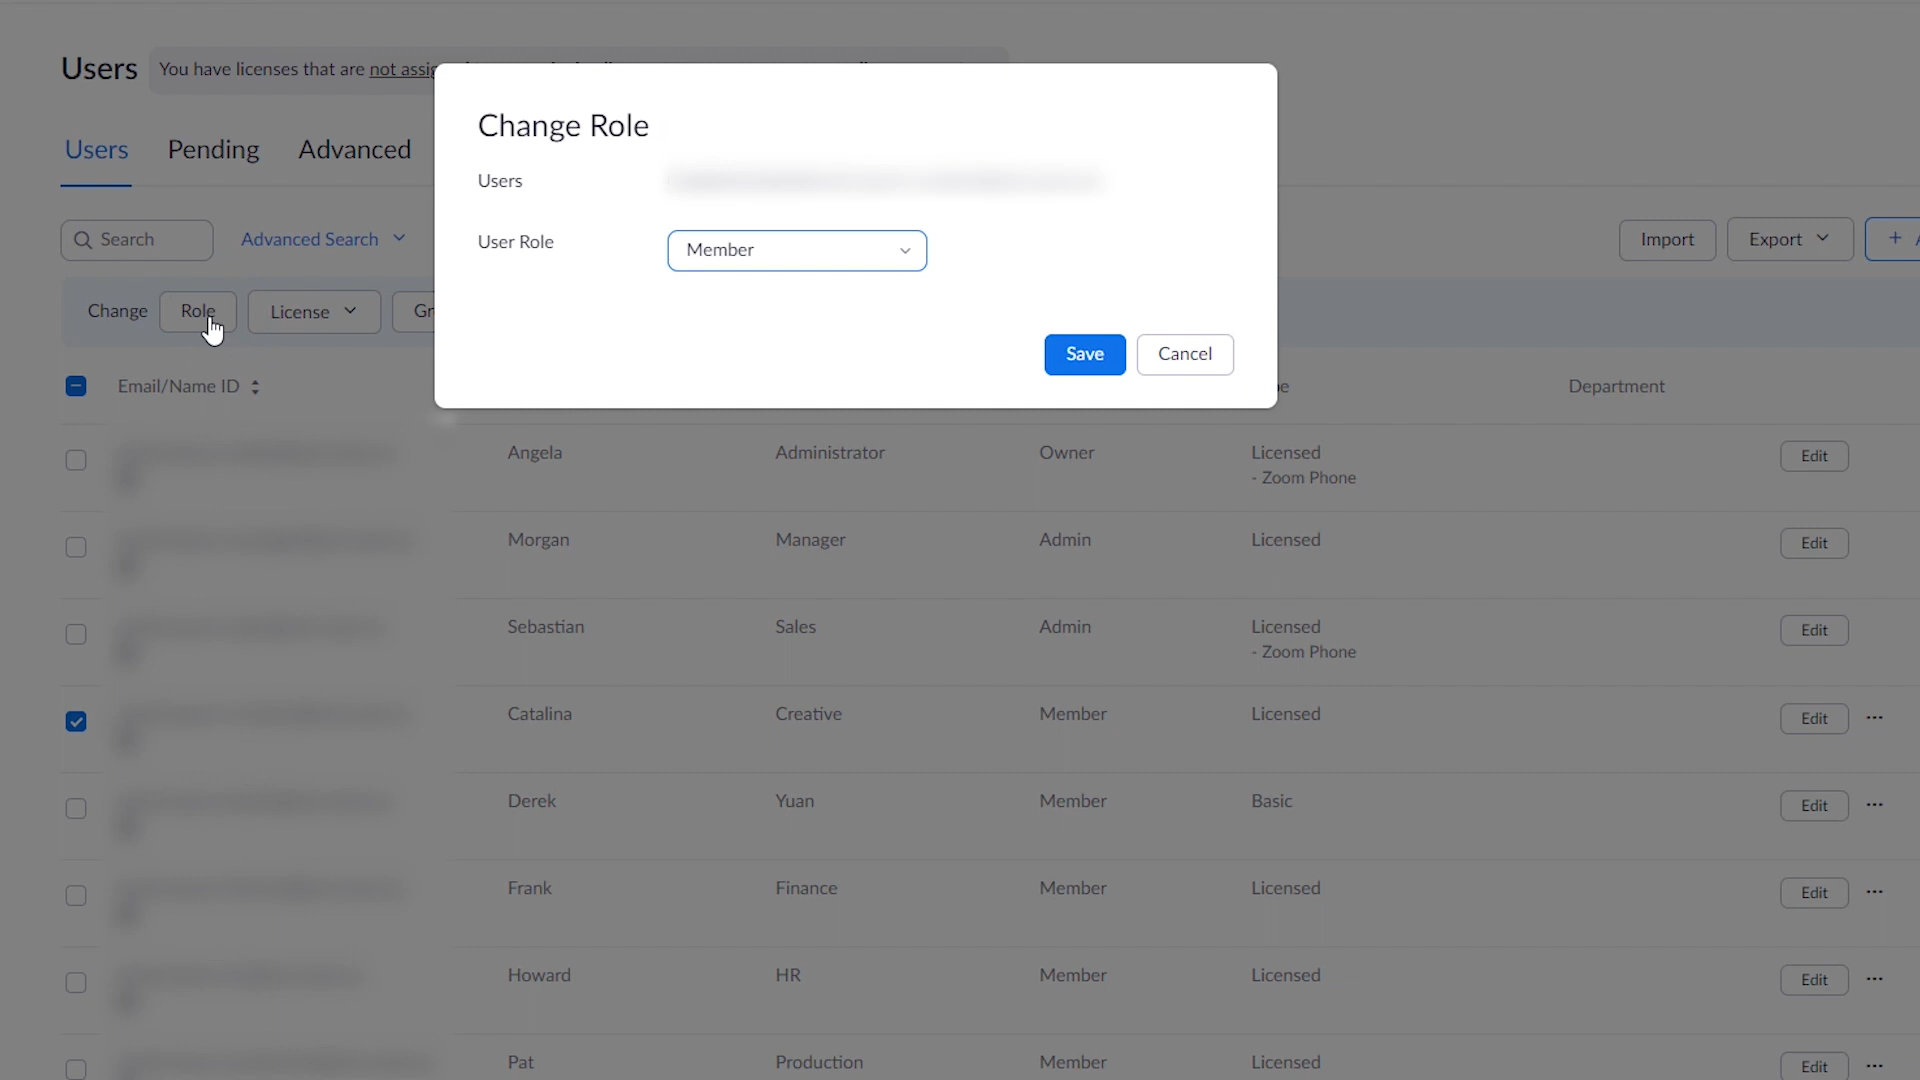 Users
You have licenses that are not assig
Change Role
Users Pending Advanced
Users
User Role Member
Search Advanced Search Import Export +
Change Role License Gr
Save Cancel
Email/Name ID Department
Angela Administrator Owner Licensed Edit
- Zoom Phone
Morgan Manager Admin Licensed Edit
Sebastian Sales Admin Licensed Edit
- Zoom Phone
Catalina Creative Member Licensed Edit ...
Derek Yuan Member Basic Edit ...
Frank Finance Member Licensed Edit ...
Howard HR Member Licensed Edit ...
Pat Production Member Licensed Edit ...